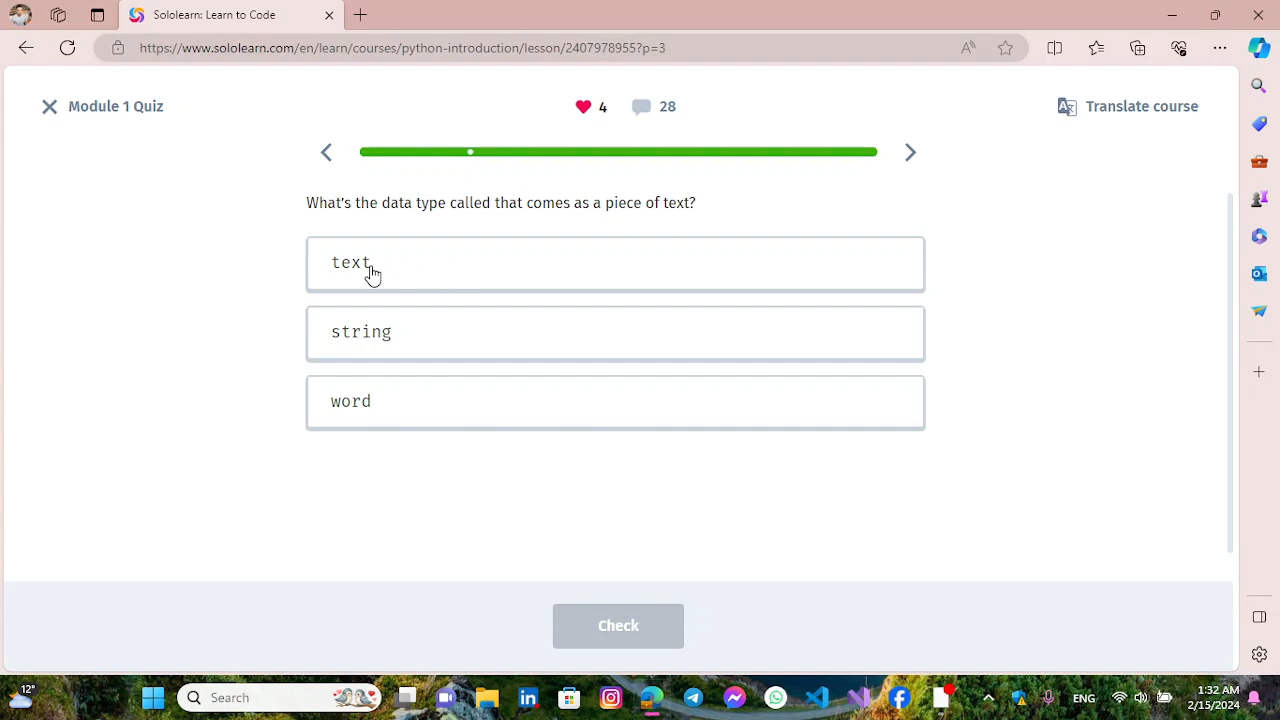 Sololearn: Learn to Code
https://www.sololearn.com/en/learn/courses/python-introduction/lesson/2407978955?p=3
Module 1 Quiz
4
28
Translate course
What's the data type called that comes as a piece of text?
text
string
word
Check
12°
Search
ENG
1:32 AM
2/15/2024